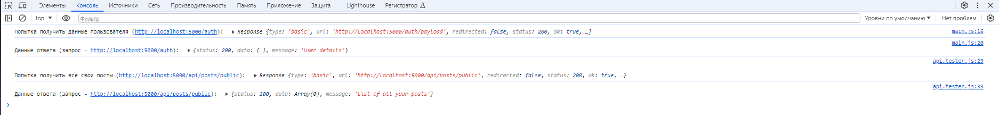 Элементы Консоль Источники Сеть Производительность Память Приложение Защита Lighthouse Регистратор
top Фильтр Уровни по умолчанию Нет проблем
Попытка получить данные пользователя (http://localhost:5000/auth): Response {type: 'basic', url: 'http://localhost:5000/auth/payload', redirected: false, status: 200, ok: true, …} main.js:16
main.js:20
Данные ответа (запрос - http://localhost:5000/auth): {status: 200, data: {…}, message: 'User details'}
api.tester.js:29
Попытка получить все свои посты (http://localhost:5000/api/posts/public): Response {type: 'basic', url: 'http://localhost:5000/api/posts/public', redirected: false, status: 200, ok: true, …}
api.tester.js:33
Данные ответа (запрос - http://localhost:5000/api/posts/public): {status: 200, data: Array(0), message: 'List of all your posts'}